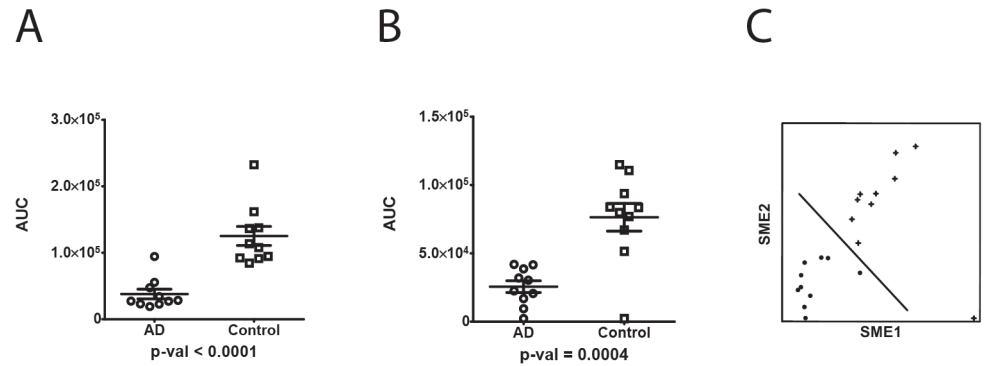 A
B
C
3.0×10⁵
2.0×10⁵
1.0×10⁵
0
AUC
AD
Control
p-val < 0.0001
1.5×10⁵
1.0×10⁵
5.0×10⁴
0
AUC
AD
Control
p-val = 0.0004
SME2
SME1